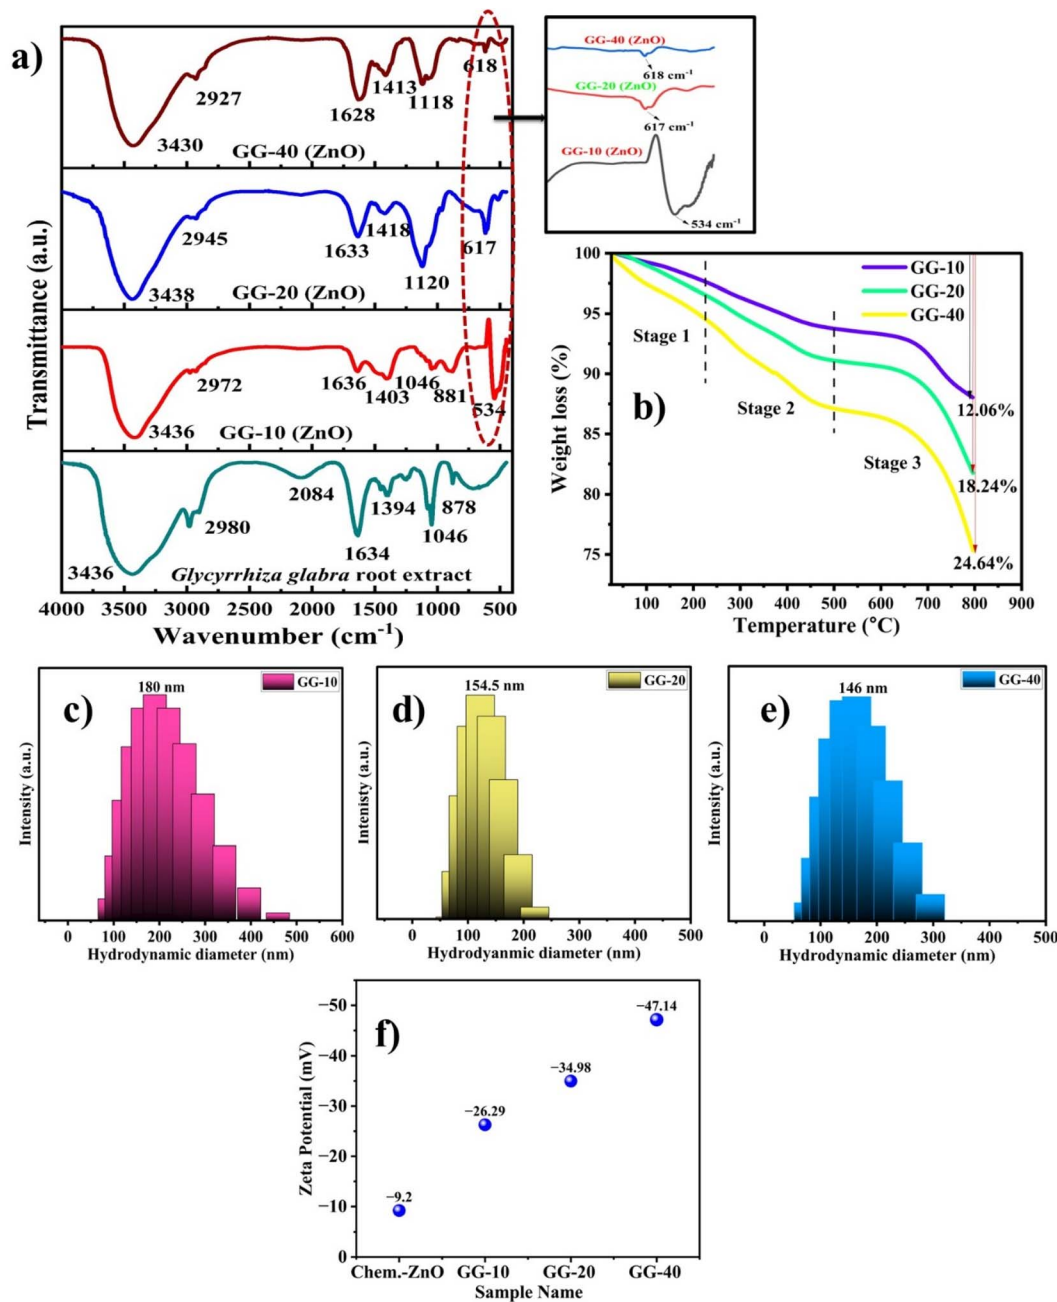 a)
2927
3430
1628
1413
1118
618
GG-40 (ZnO)
2945
3438
1633
1418
1120
617
GG-20 (ZnO)
2972
3436
1636
1403
1046
881
534
GG-10 (ZnO)
3436
2980
2084
1634
1394
1046
878
Glycyrrhiza glabra root extract
4000 3500 3000 2500 2000 1500 1000 500
Wavenumber (cm-1)
Transmittance (a.u.)
GG-40 (ZnO)
618 cm-1
GG-20 (ZnO)
617 cm-1
GG-10 (ZnO)
534 cm-1
b)
GG-10
GG-20
GG-40
Stage 1
Stage 2
Stage 3
12.06%
18.24%
24.64%
100
95
90
85
80
75
Weight loss (%)
100 200 300 400 500 600 700 800 900
Temperature (°C)
c)
180 nm
GG-10
Intensity (a.u.)
0 100 200 300 400 500 600
Hydrodynamic diameter (nm)
d)
154.5 nm
GG-20
Intenisty (a.u.)
0 100 200 300 400 500
Hydrodyanmic diameter (nm)
e)
146 nm
GG-40
Intensity (a.u.)
0 100 200 300 400 500
Hydrodynamic diameter (nm)
f)
−50
−40
−30
−20
−10
0
Zeta Potential (mV)
−9.2
−26.29
−34.98
−47.14
Chem.-ZnO GG-10 GG-20 GG-40
Sample Name